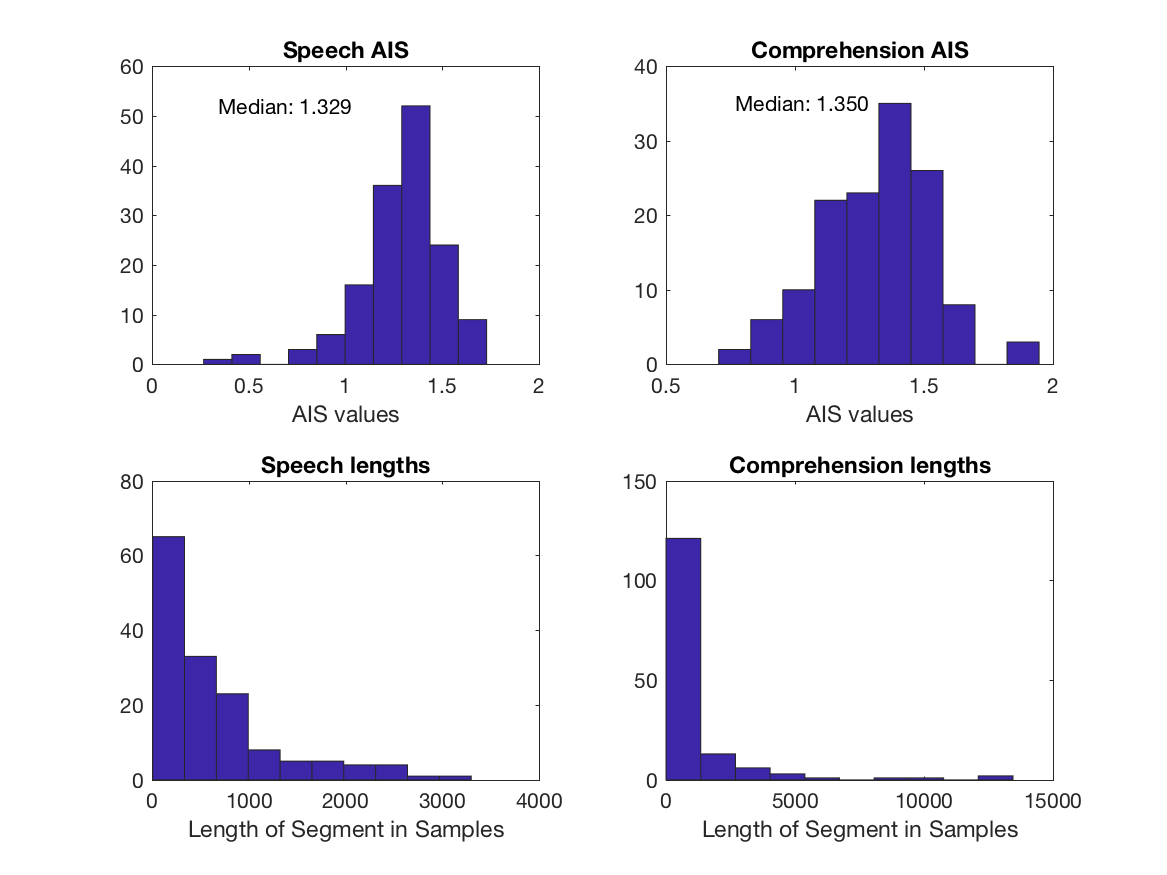 Speech AIS
60
50
40
30
20
10
0
Median: 1.329
0 0.5 1 1.5 2
AIS values
Comprehension AIS
40
30
20
10
0
Median: 1.350
0.5 1 1.5 2
AIS values
Speech lengths
80
60
40
20
0
0 1000 2000 3000 4000
Length of Segment in Samples
Comprehension lengths
150
100
50
0
0 5000 10000 15000
Length of Segment in Samples